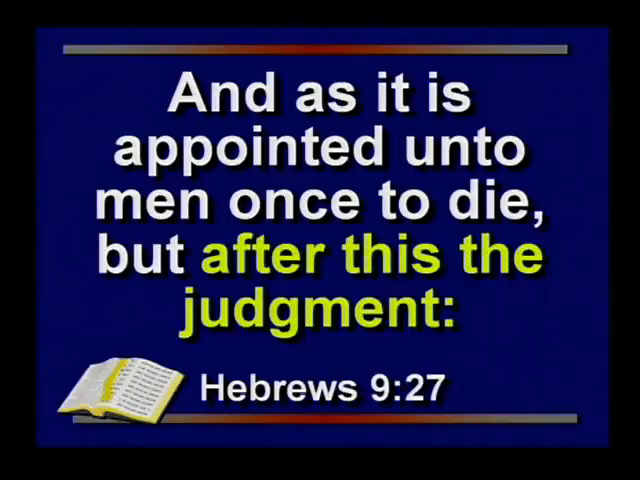 And as it is
appointed unto
men once to die,
but after this the
judgment:
Hebrews 9:27